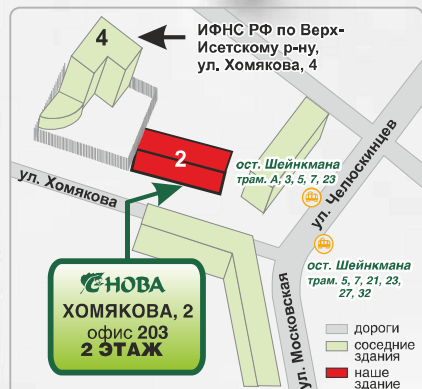 4
ИФНС РФ по Верх-
Исетскому р-ну,
ул. Хомякова, 4
2
ост. Шейнкмана
трам. А, 3, 5, 7, 23
ул. Челюскинцев
ул. Хомякова
ост. Шейнкмана
трам. 5, 7, 21, 23,
27, 32
ул. Московская
НОВА
ХОМЯКОВА, 2
офис 203
2 ЭТАЖ
дороги
соседние
здания
наше
здание